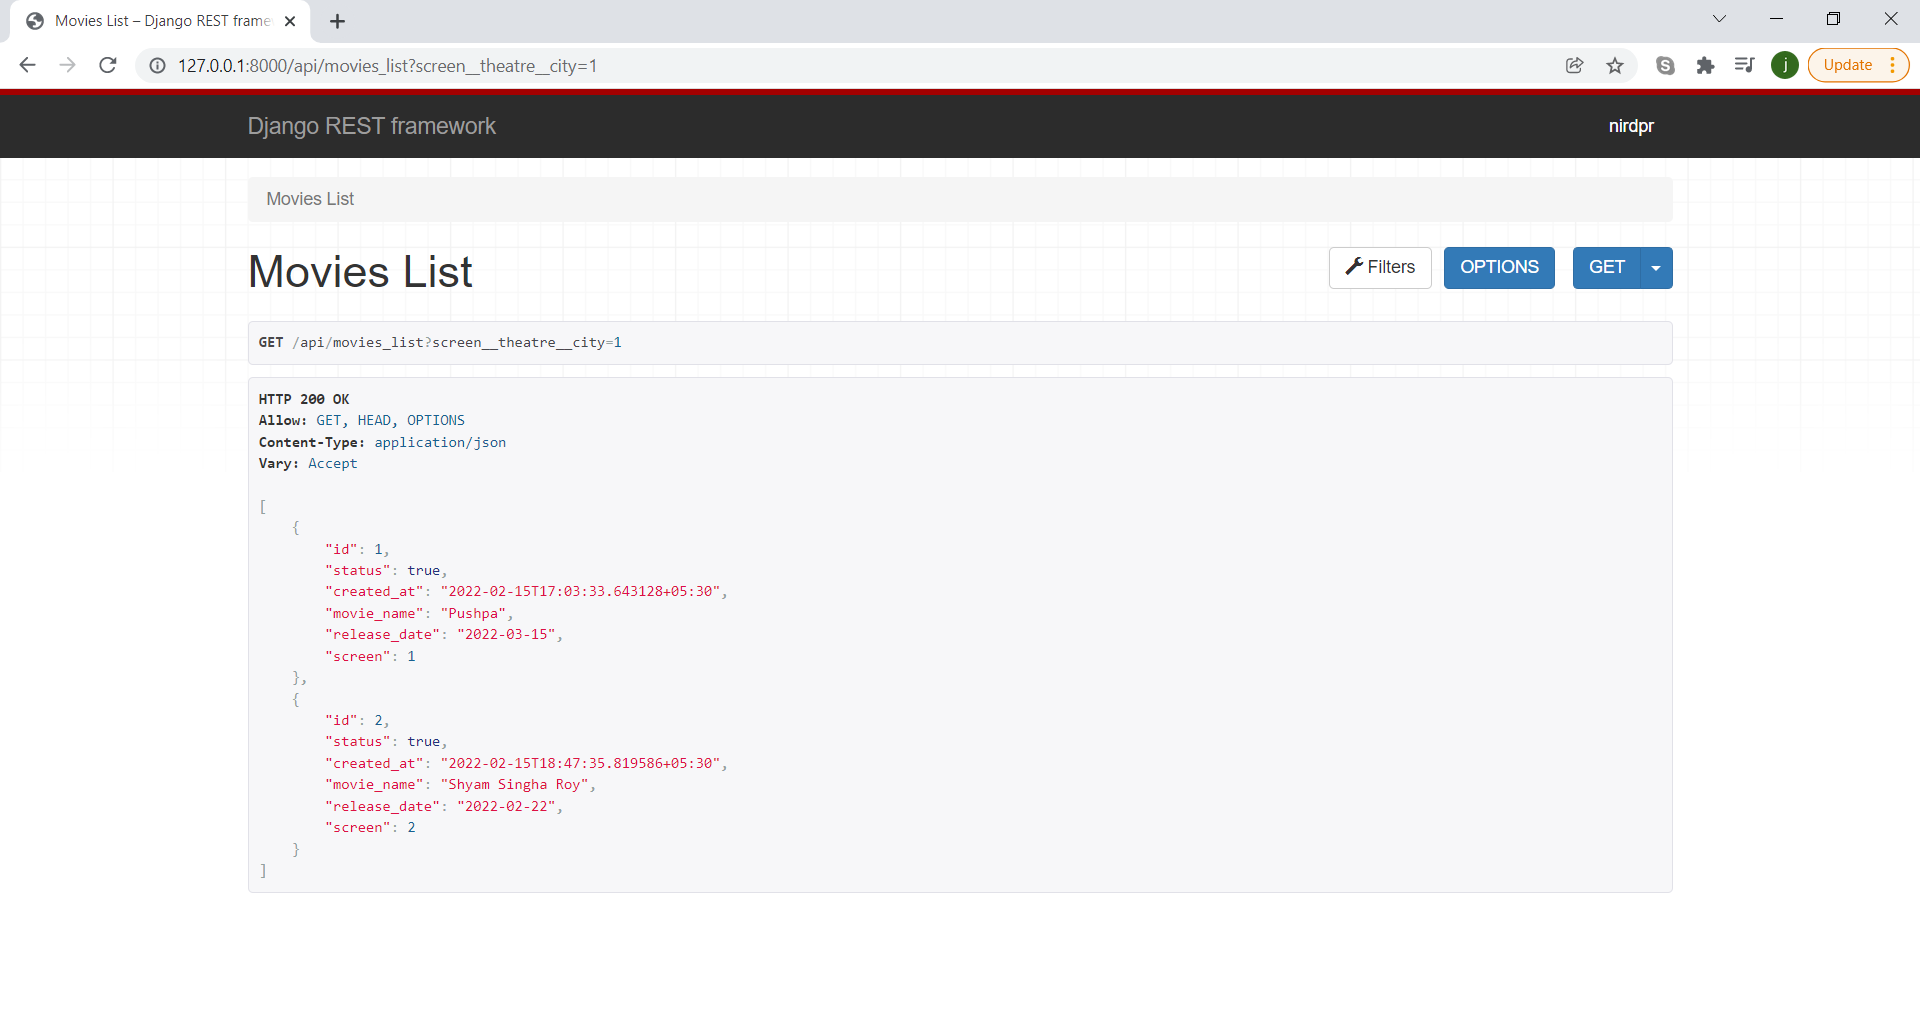 Movies List – Django REST frame
127.0.0.1:8000/api/movies_list?screen__theatre__city=1
j
Update
Django REST framework
nirdpr
Movies List
Movies List
Filters
OPTIONS
GET
GET /api/movies_list?screen__theatre__city=1
HTTP 200 OK
Allow: GET, HEAD, OPTIONS
Content-Type: application/json
Vary: Accept
[
    {
        "id": 1,
        "status": true,
        "created_at": "2022-02-15T17:03:33.643128+05:30",
        "movie_name": "Pushpa",
        "release_date": "2022-03-15",
        "screen": 1
    },
    {
        "id": 2,
        "status": true,
        "created_at": "2022-02-15T18:47:35.819586+05:30",
        "movie_name": "Shyam Singha Roy",
        "release_date": "2022-02-22",
        "screen": 2
    }
]